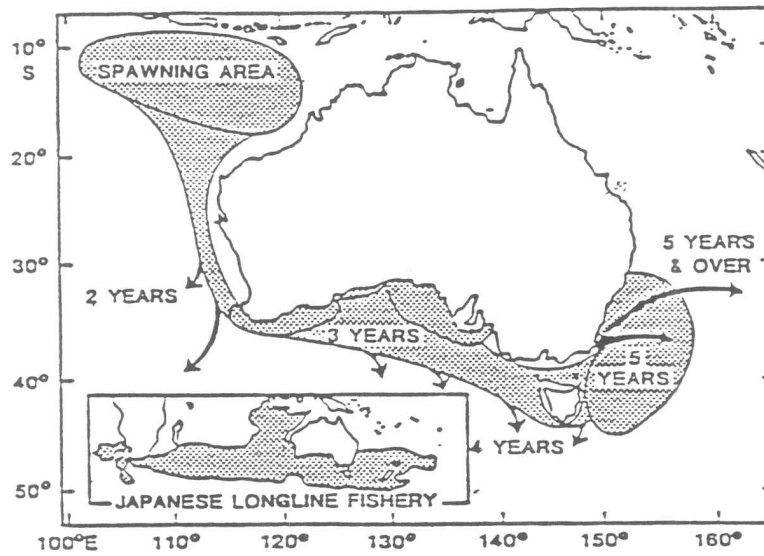 10°
S
SPAWNING AREA
20°
5 YEARS
& OVER
30°
2 YEARS
3 YEARS
5
YEARS
40°
4 YEARS
50°
JAPANESE LONGLINE FISHERY
100°E
110°
120°
130°
140°
150°
160°